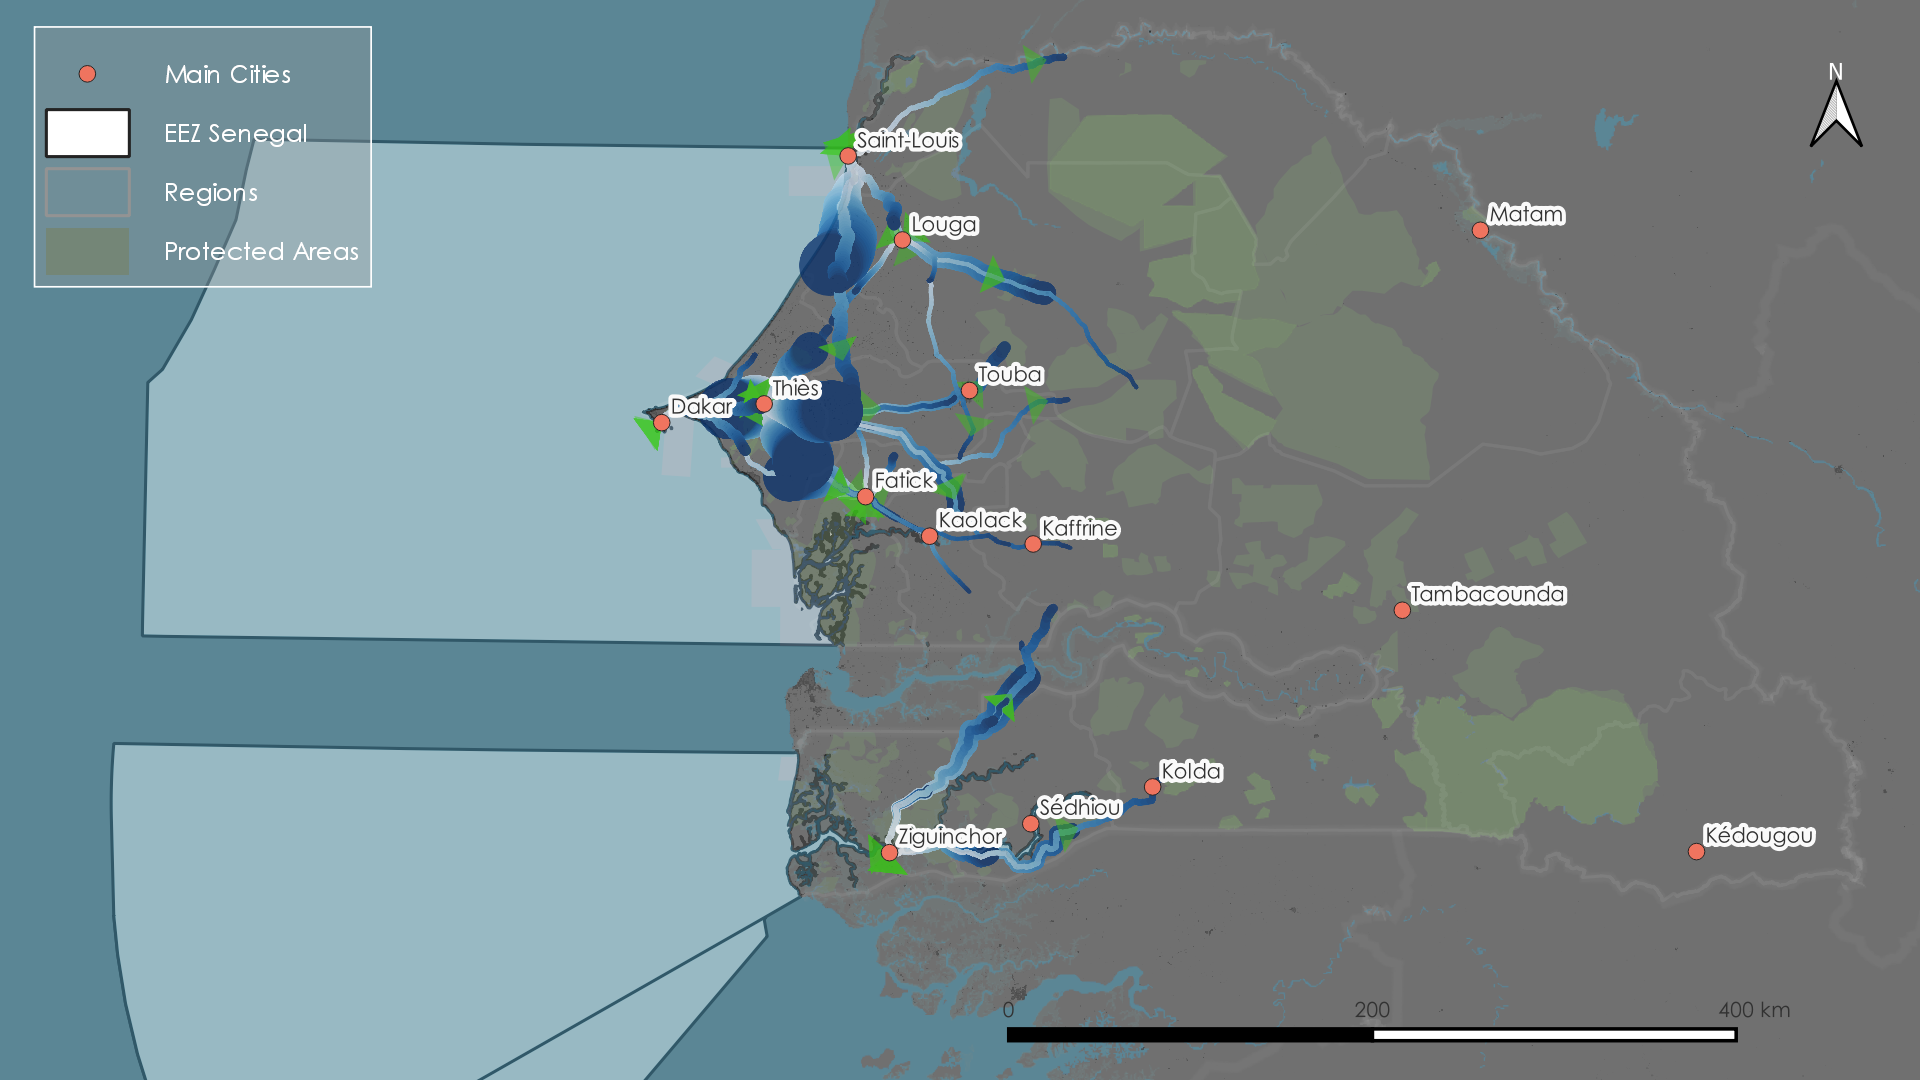 Main Cities
EEZ Senegal
Regions
Protected Areas
N
Saint-Louis
Louga
Matam
Touba
Thiès
Dakar
Fatick
Kaolack
Kaffrine
Tambacounda
Kolda
Sédhiou
Ziguinchor
Kédougou
0 200 400 km